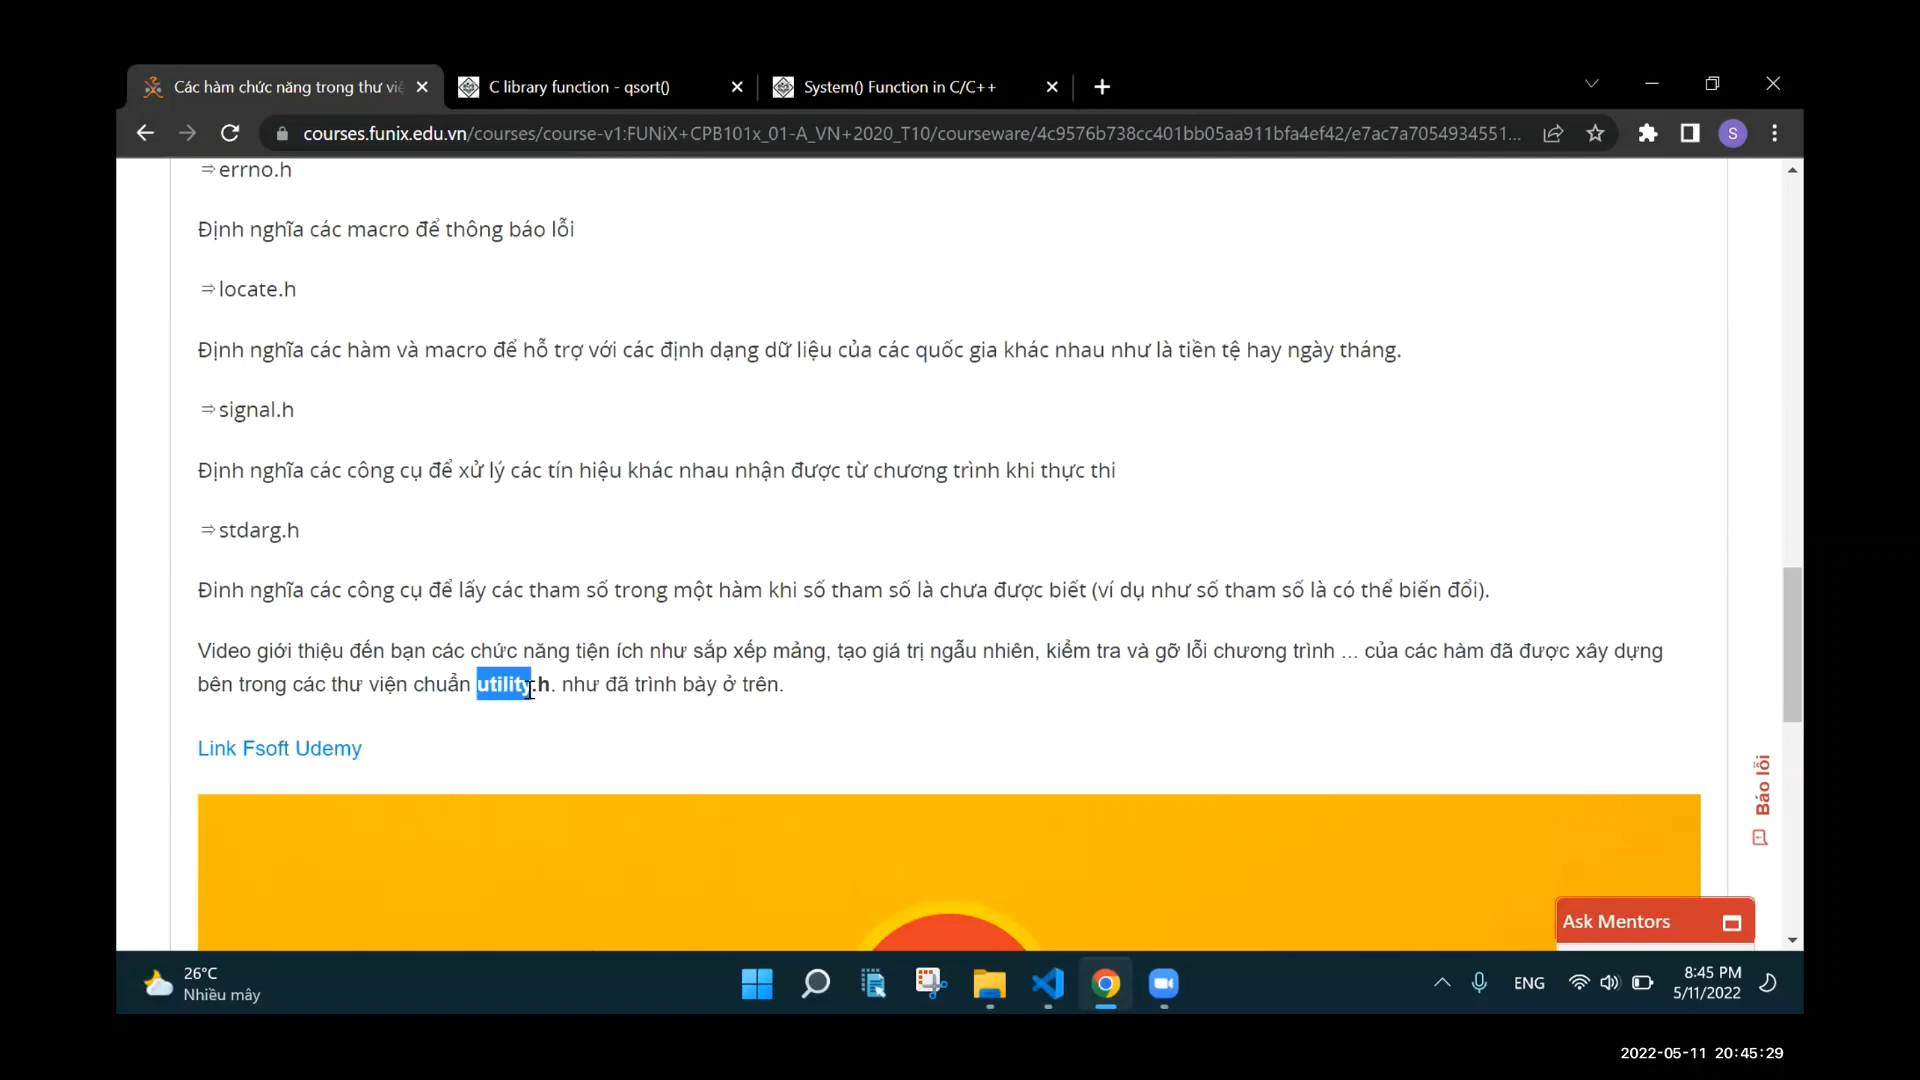 Các hàm chức năng trong thư việ
C library function - qsort()
System() Function in C/C++
courses.funix.edu.vn/courses/course-v1:FUNiX+CPB101x_01-A_VN+2020_T10/courseware/4c9576b738cc401bb05aa911bfa4ef42/e7ac7a7054934551...
S
⇒errno.h
Định nghĩa các macro để thông báo lỗi
⇒locate.h
Định nghĩa các hàm và macro để hỗ trợ với các định dạng dữ liệu của các quốc gia khác nhau như là tiền tệ hay ngày tháng.
⇒signal.h
Định nghĩa các công cụ để xử lý các tín hiệu khác nhau nhận được từ chương trình khi thực thi
⇒stdarg.h
Đinh nghĩa các công cụ để lấy các tham số trong một hàm khi số tham số là chưa được biết (ví dụ như số tham số là có thể biến đổi).
Video giới thiệu đến bạn các chức năng tiện ích như sắp xếp mảng, tạo giá trị ngẫu nhiên, kiểm tra và gỡ lỗi chương trình ... của các hàm đã được xây dựng
bên trong các thư viện chuẩn utility.h. như đã trình bày ở trên.
Link Fsoft Udemy
Báo lỗi
Ask Mentors
26°C
Nhiều mây
ENG
8:45 PM
5/11/2022
2022-05-11 20:45:29